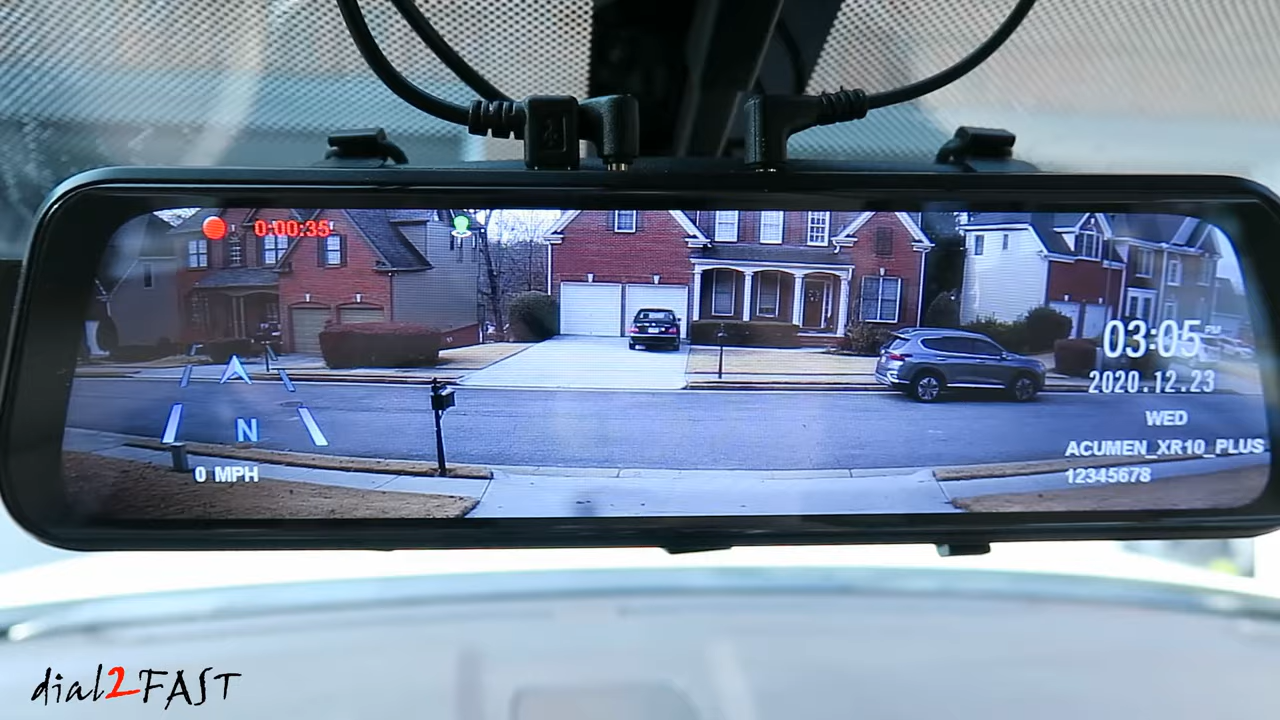 0:00:35
03:05 PM
2020.12.23
WED
N
ACUMEN_XR10_PLUS
0 MPH
12345678
dial2FAST